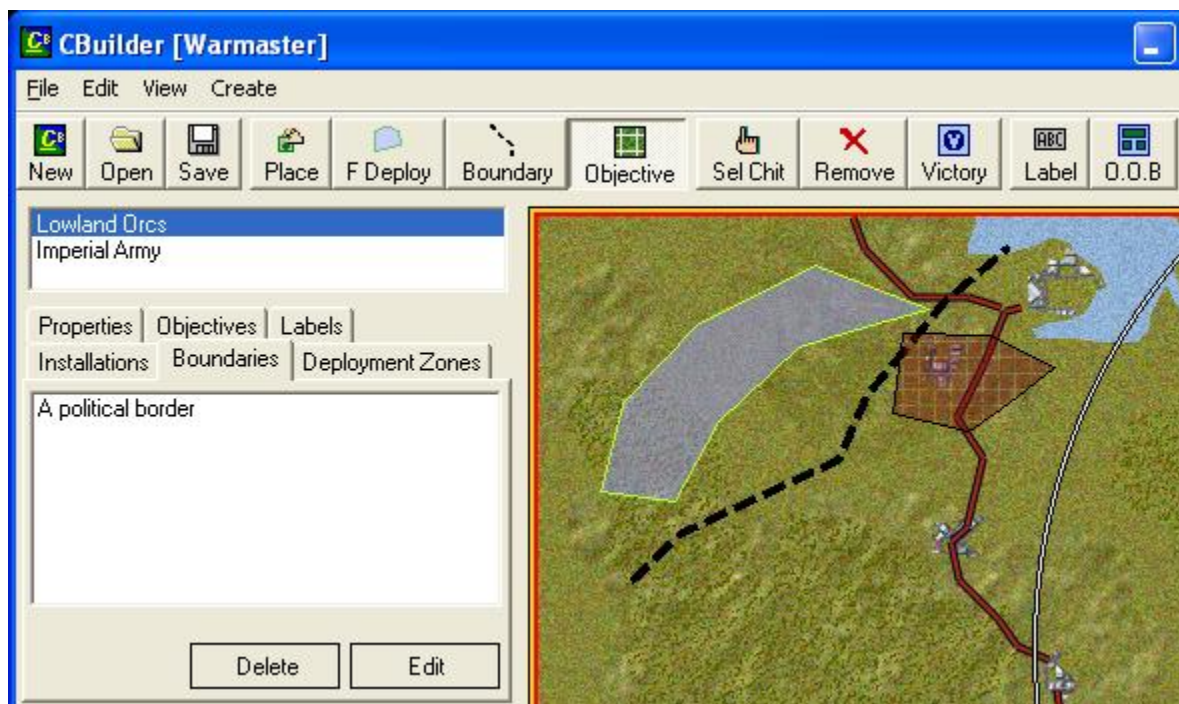 CBuilder [Warmaster]
File Edit View Create
New Open Save Place F Deploy Boundary Objective Sel Chit Remove Victory ABC Label O.O.B
Lowland Orcs
Imperial Army
Properties Objectives Labels
Installations Boundaries Deployment Zones
A political border
Delete Edit